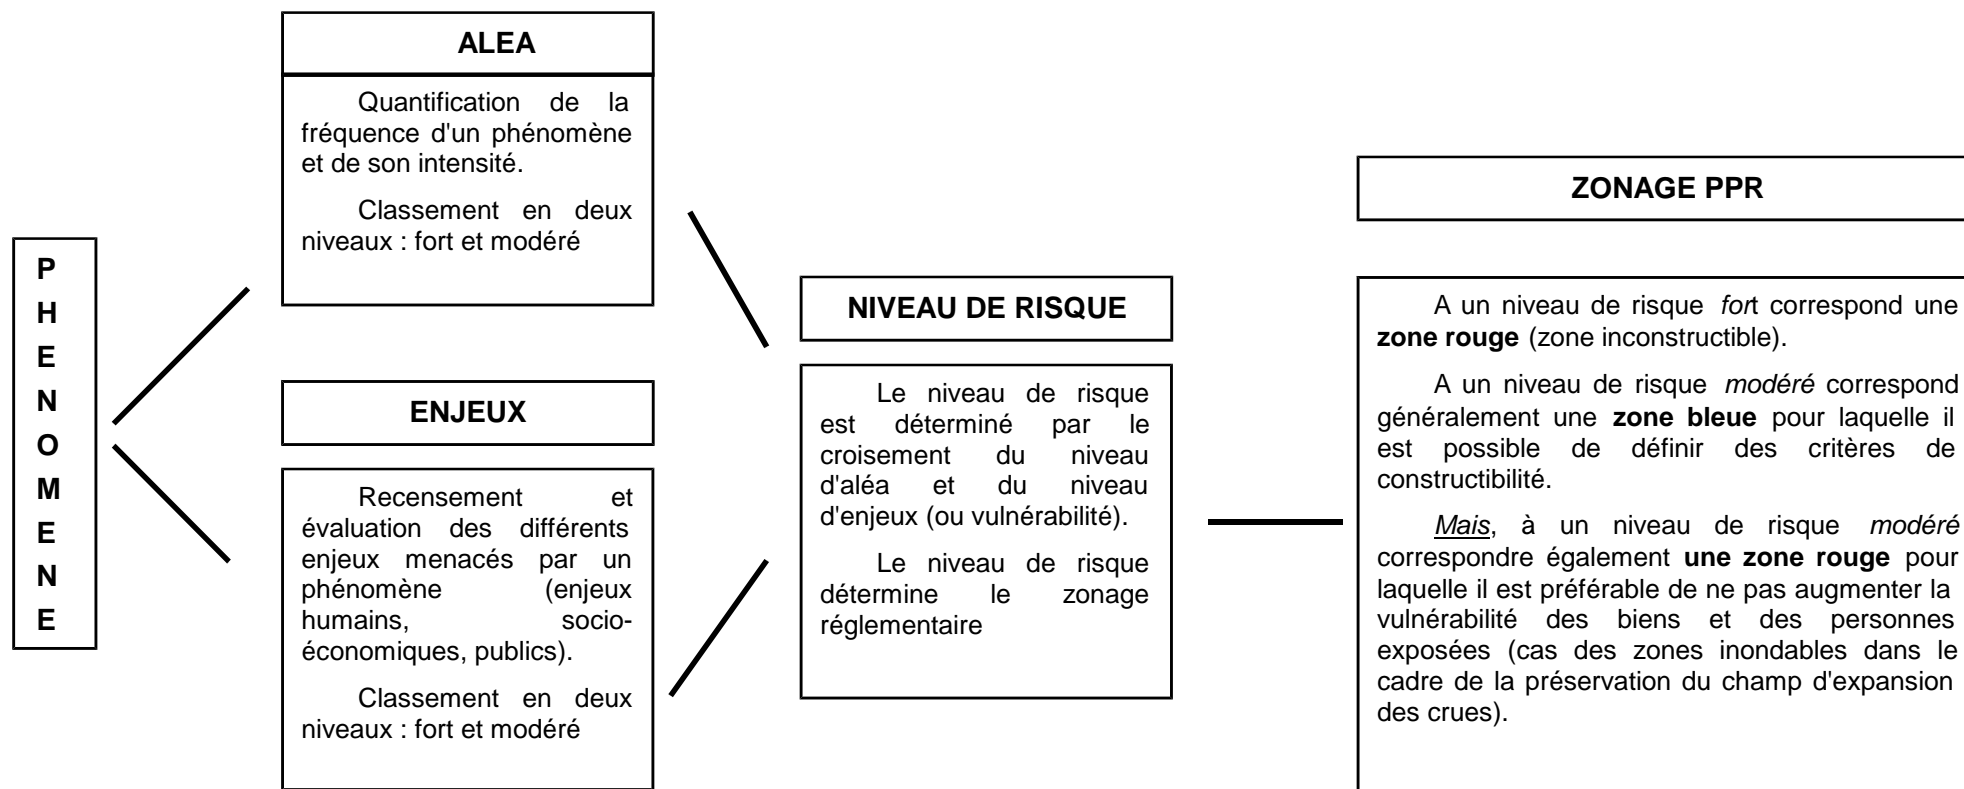 P
H
E
N
O
M
E
N
E
ALEA
Quantification de la
fréquence d'un phénomène
et de son intensité.
Classement en deux
niveaux : fort et modéré
ENJEUX
Recensement et
évaluation des différents
enjeux menacés par un
phénomène (enjeux
humains, socio-
économiques, publics).
Classement en deux
niveaux : fort et modéré
NIVEAU DE RISQUE
Le niveau de risque
est déterminé par le
croisement du niveau
d'aléa et du niveau
d'enjeux (ou vulnérabilité).
Le niveau de risque
détermine le zonage
réglementaire
ZONAGE PPR
A un niveau de risque fort correspond une
zone rouge (zone inconstructible).
A un niveau de risque modéré correspond
généralement une zone bleue pour laquelle il
est possible de définir des critères de
constructibilité.
Mais, à un niveau de risque modéré
correspondre également une zone rouge pour
laquelle il est préférable de ne pas augmenter la
vulnérabilité des biens et des personnes
exposées (cas des zones inondables dans le
cadre de la préservation du champ d'expansion
des crues).